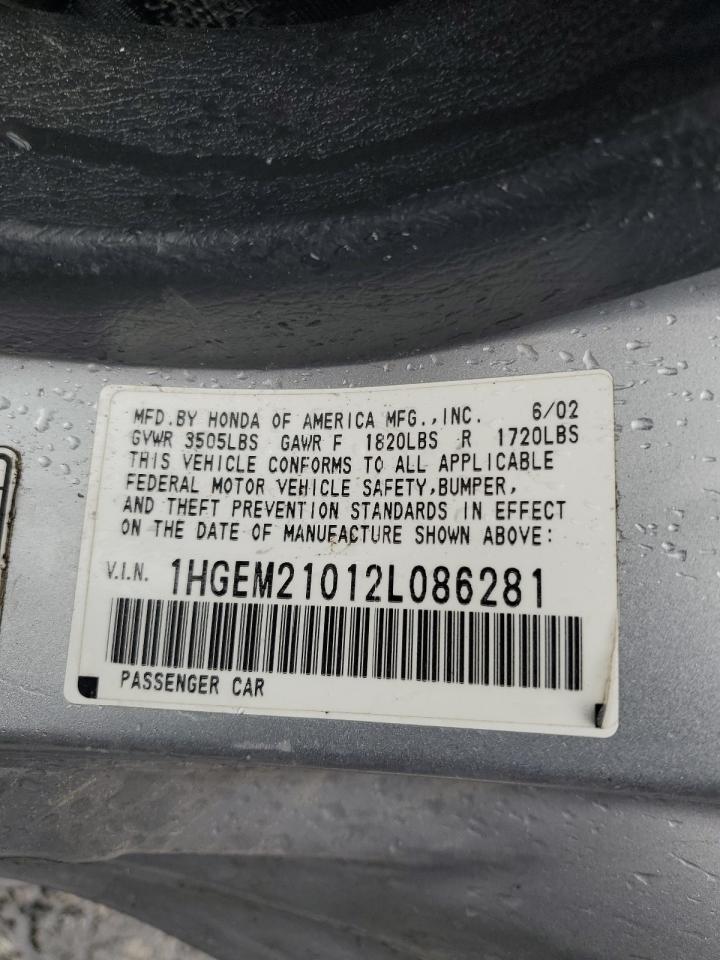 MFD.BY HONDA OF AMERICA MFG.,INC. 6/02
GVWR 3505LBS GAWR F 1820LBS R 1720LBS
THIS VEHICLE CONFORMS TO ALL APPLICABLE
FEDERAL MOTOR VEHICLE SAFETY,BUMPER,
AND THEFT PREVENTION STANDARDS IN EFFECT
ON THE DATE OF MANUFACTURE SHOWN ABOVE:
V.I.N. 1HGEM21012L086281
PASSENGER CAR